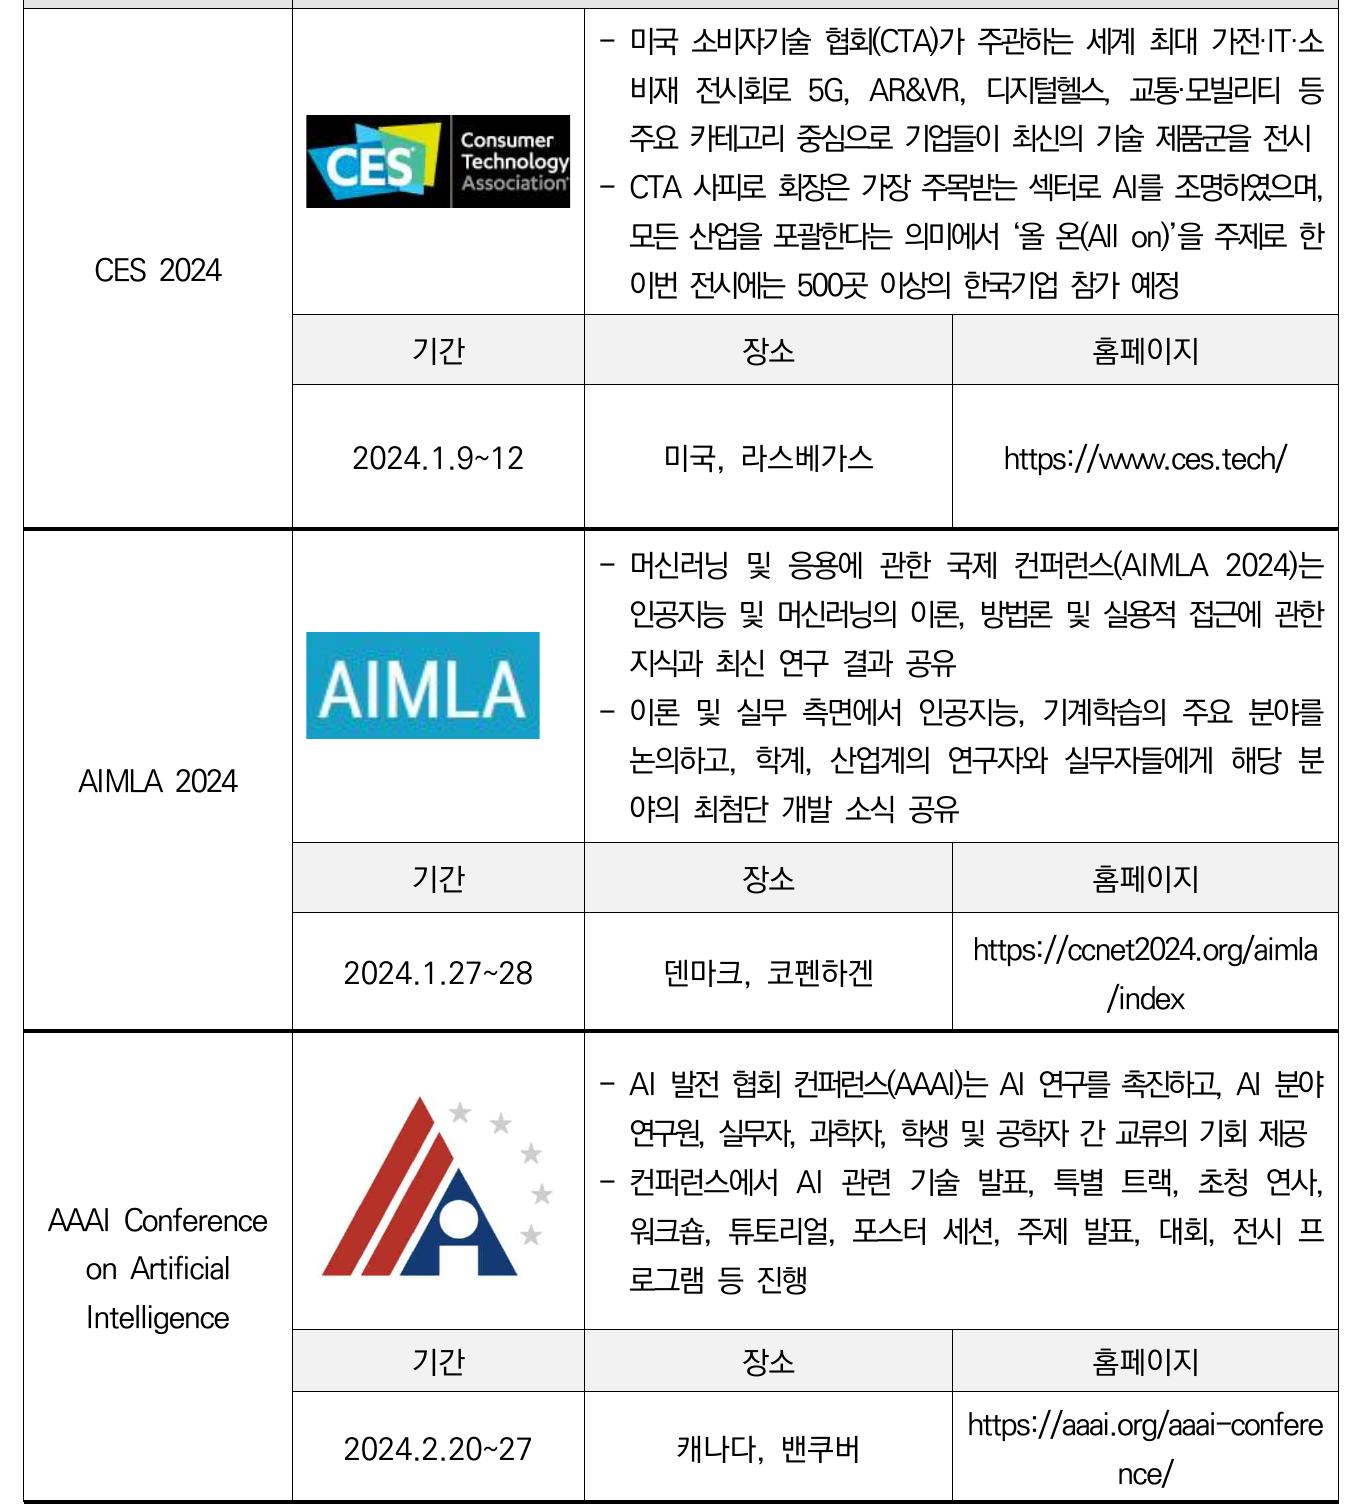 CES 2024
CES
Consumer
Technology
Association
- 미국 소비자기술 협회(CTA)가 주관하는 세계 최대 가전·IT·소
비재 전시회로 5G, AR&VR, 디지털헬스, 교통·모빌리티 등
주요 카테고리 중심으로 기업들이 최신의 기술 제품군을 전시
- CTA 사피로 회장은 가장 주목받는 섹터로 AI를 조명하였으며,
모든 산업을 포괄한다는 의미에서 ‘올 온(All on)’을 주제로 한
이번 전시에는 500곳 이상의 한국기업 참가 예정
기간
장소
홈페이지
2024.1.9~12
미국, 라스베가스
https://www.ces.tech/
AIMLA 2024
AIMLA
- 머신러닝 및 응용에 관한 국제 컨퍼런스(AIMLA 2024)는
인공지능 및 머신러닝의 이론, 방법론 및 실용적 접근에 관한
지식과 최신 연구 결과 공유
- 이론 및 실무 측면에서 인공지능, 기계학습의 주요 분야를
논의하고, 학계, 산업계의 연구자와 실무자들에게 해당 분
야의 최첨단 개발 소식 공유
기간
장소
홈페이지
2024.1.27~28
덴마크, 코펜하겐
https://ccnet2024.org/aimla
/index
AAAI Conference
on Artificial
Intelligence
- AI 발전 협회 컨퍼런스(AAAI)는 AI 연구를 촉진하고, AI 분야
연구원, 실무자, 과학자, 학생 및 공학자 간 교류의 기회 제공
- 컨퍼런스에서 AI 관련 기술 발표, 특별 트랙, 초청 연사,
워크숍, 튜토리얼, 포스터 세션, 주제 발표, 대회, 전시 프
로그램 등 진행
기간
장소
홈페이지
2024.2.20~27
캐나다, 밴쿠버
https://aaai.org/aaai-confere
nce/